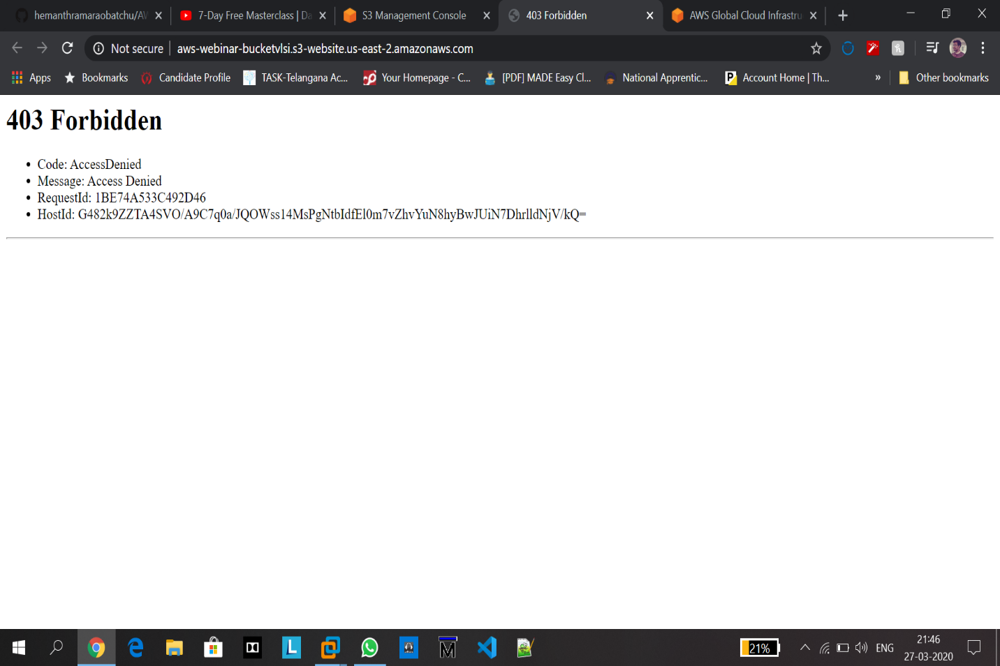 hemanthramaraobatchu/AW
7-Day Free Masterclass | Da
S3 Management Console
403 Forbidden
AWS Global Cloud Infrastru
Not secure
aws-webinar-bucketvlsi.s3-website.us-east-2.amazonaws.com
Apps
Bookmarks
Candidate Profile
TASK-Telangana Ac...
Your Homepage - C...
[PDF] MADE Easy Cl...
National Apprentic...
Account Home | Th...
»
Other bookmarks
403 Forbidden
• Code: AccessDenied
• Message: Access Denied
• RequestId: 1BE74A533C492D46
• HostId: G482k9ZZTA4SVO/A9C7q0a/JQOWss14MsPgNtbIdfEl0m7vZhvYuN8hyBwJUiN7DhrlldNjV/kQ=
21%
ENG
21:46
27-03-2020